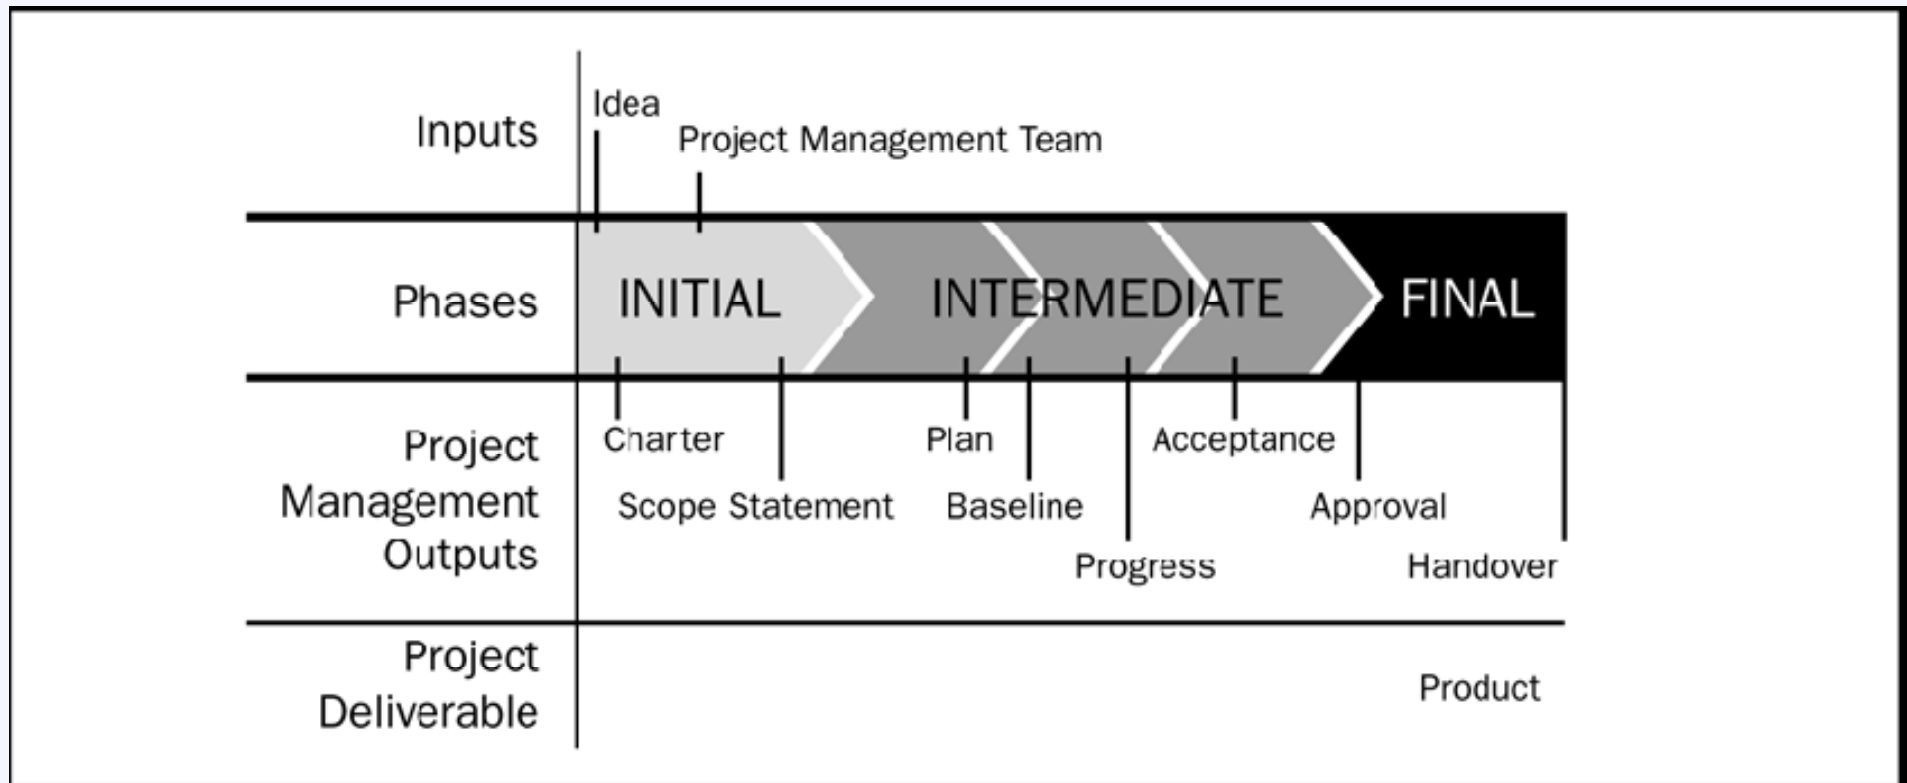 Inputs
Idea
Project Management Team
Phases
INITIAL
INTERMEDIATE
FINAL
Project
Management
Outputs
Charter
Plan
Acceptance
Scope Statement
Baseline
Approval
Progress
Handover
Project
Deliverable
Product